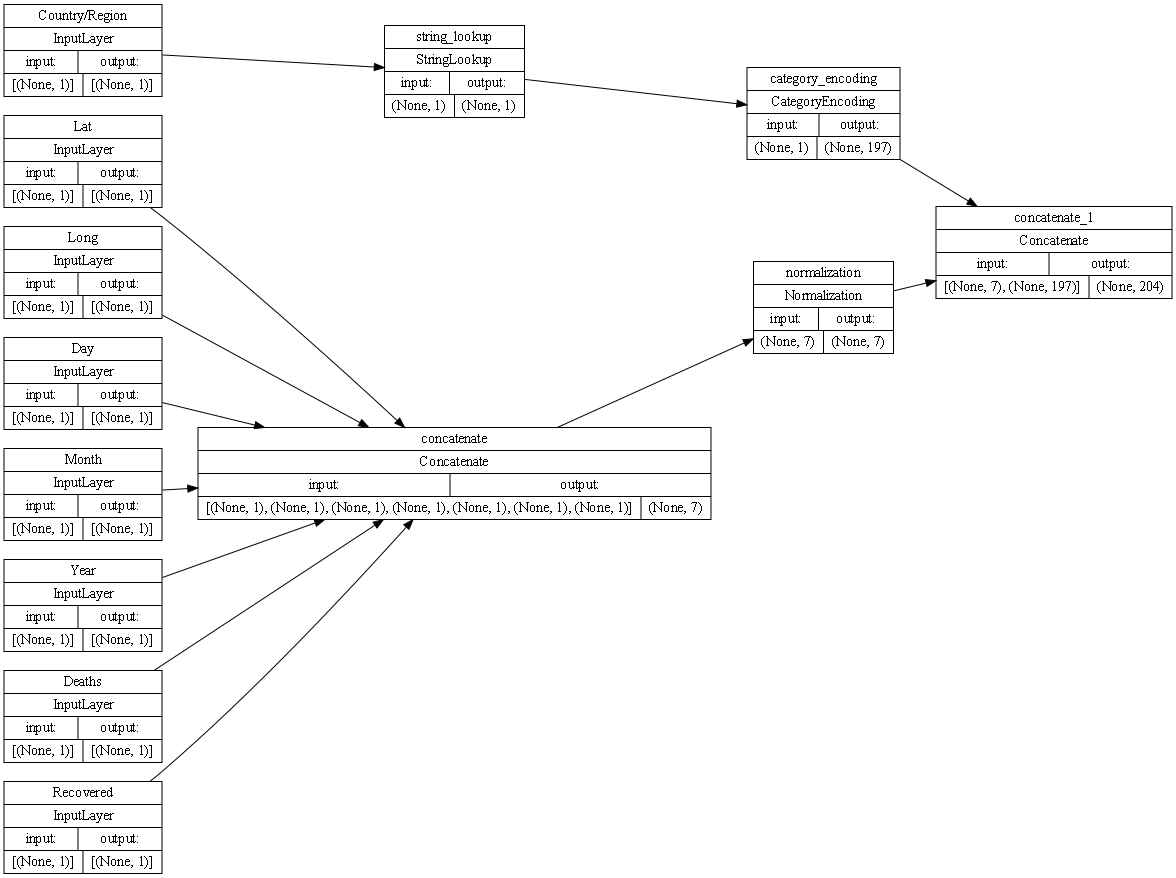 Country/Region
InputLayer
input: output:
[(None, 1)] [(None, 1)]
Lat
InputLayer
input: output:
[(None, 1)] [(None, 1)]
Long
InputLayer
input: output:
[(None, 1)] [(None, 1)]
Day
InputLayer
input: output:
[(None, 1)] [(None, 1)]
Month
InputLayer
input: output:
[(None, 1)] [(None, 1)]
Year
InputLayer
input: output:
[(None, 1)] [(None, 1)]
Deaths
InputLayer
input: output:
[(None, 1)] [(None, 1)]
Recovered
InputLayer
input: output:
[(None, 1)] [(None, 1)]
string_lookup
StringLookup
input: output:
(None, 1) (None, 1)
concatenate
Concatenate
input: output:
[(None, 1), (None, 1), (None, 1), (None, 1), (None, 1), (None, 1), (None, 1)] (None, 7)
category_encoding
CategoryEncoding
input: output:
(None, 1) (None, 197)
normalization
Normalization
input: output:
(None, 7) (None, 7)
concatenate_1
Concatenate
input: output:
[(None, 7), (None, 197)] (None, 204)